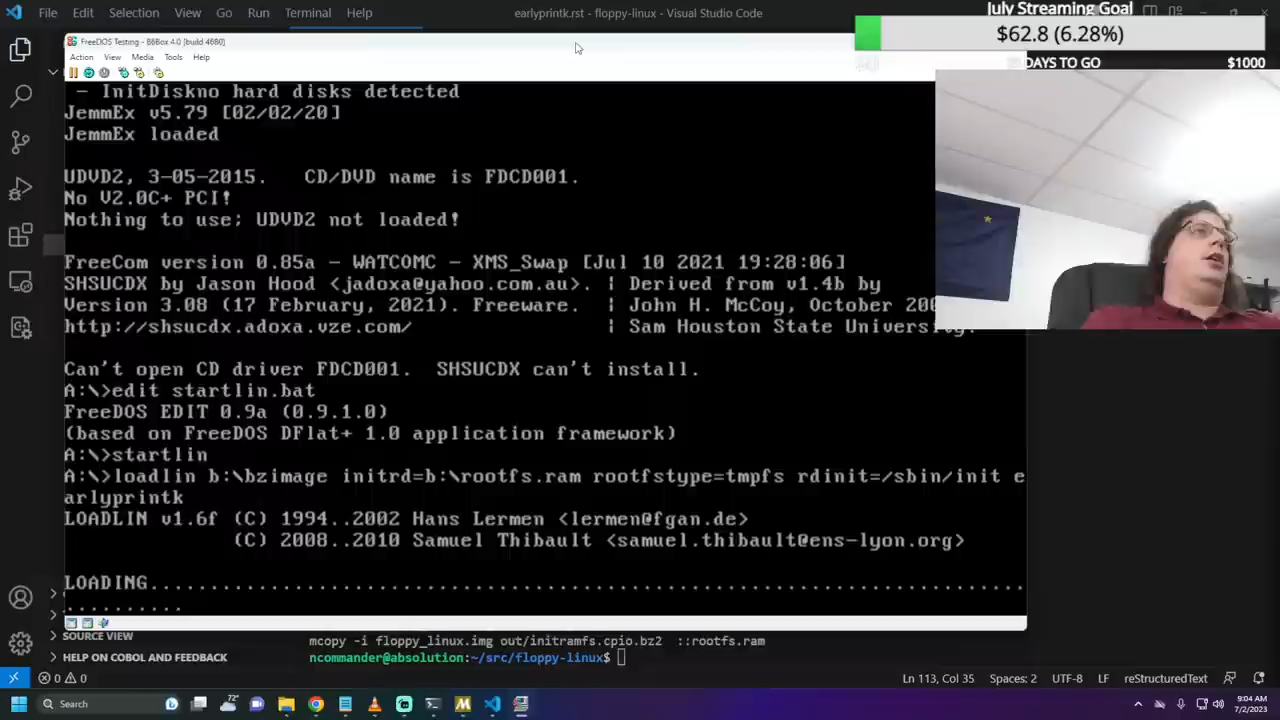 File Edit Selection View Go Run Terminal Help
earlyprintk.rst - floppy-linux - Visual Studio Code
July Streaming Goal
$62.8 (6.28%)
DAYS TO GO
$1000
FreeDOS Testing - 86Box 4.0 [build 4680]
Action View Media Tools Help
- InitDiskno hard disks detected
JemmEx v5.79 [02/02/20]
JemmEx loaded
UDVD2, 3-05-2015. CD/DVD name is FDCD001.
No V2.0C+ PCI!
Nothing to use; UDVD2 not loaded!
FreeCom version 0.85a - WATCOMC - XMS_Swap [Jul 10 2021 19:28:06]
SHSUCDX by Jason Hood <jadoxa@yahoo.com.au>. | Derived from v1.4b by
Version 3.08 (17 February, 2021). Freeware. | John H. McCoy, October
http://shsucdx.adoxa.vze.com/ | Sam Houston State University.
Can't open CD driver FDCD001. SHSUCDX can't install.
A:\>edit startlin.bat
FreeDOS EDIT 0.9a (0.9.1.0)
(based on FreeDOS DFlat+ 1.0 application framework)
A:\>startlin
A:\>loadlin b:\bzimage initrd=b:\rootfs.ram rootfstype=tmpfs rdinit=/sbin/init e
arlyprintk
LOADLIN v1.6f (C) 1994..2002 Hans Lermen <lermen@fgan.de>
(C) 2008..2010 Samuel Thibault <samuel.thibault@ens-lyon.org>
LOADING.........................................................................
..........
SOURCE VIEW
mcopy -i floppy_linux.img out/initramfs.cpio.bz2 ::rootfs.ram
HELP ON COBOL AND FEEDBACK
ncommander@absolution:~/src/floppy-linux$
0 0
Ln 113, Col 35 Spaces: 2 UTF-8 LF reStructuredText
Search
72°
9:04 AM
7/2/2023